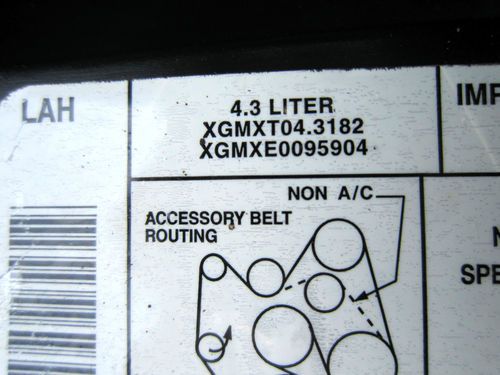 LAH
4.3 LITER
XGMXT04.3182
XGMXE0095904
IMP
NON A/C
ACCESSORY BELT
ROUTING
N
SPE